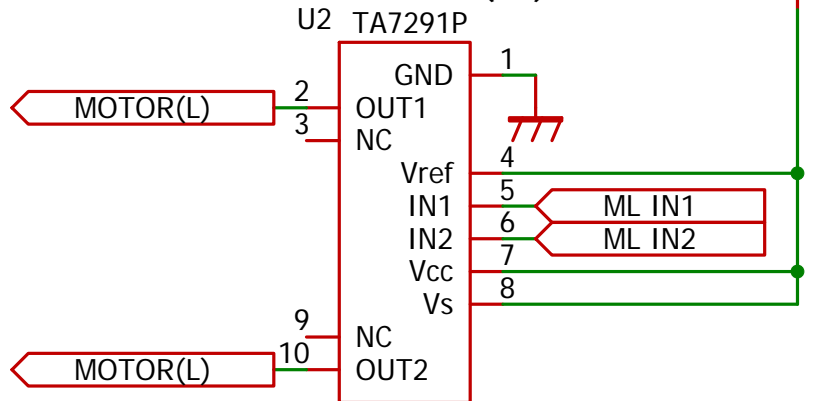 U2 TA7291P
GND 1
MOTOR(L) 2 OUT1
3 NC
Vref 4
IN1 5 ML IN1
IN2 6 ML IN2
Vcc 7
Vs 8
9 NC
MOTOR(L) 10 OUT2